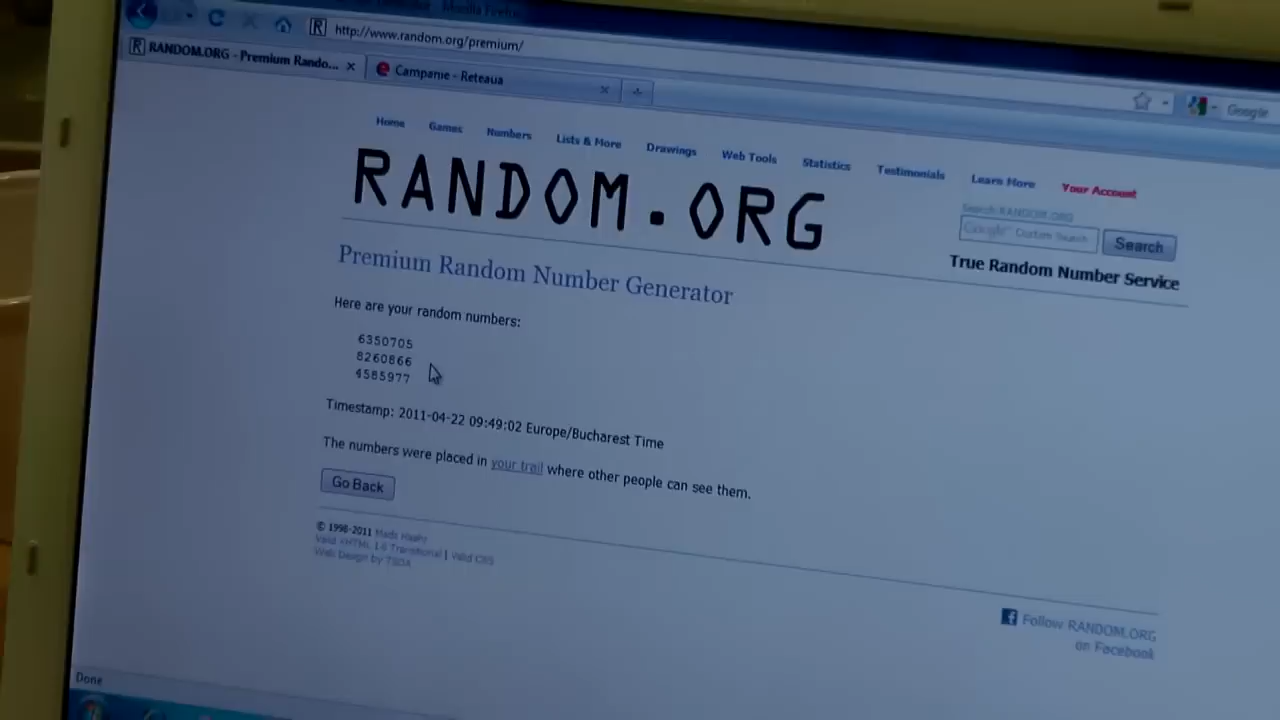 Mozilla Firefox
http://www.random.org/premium/
Google
RANDOM.ORG - Premium Rando...
Campanie - Reteaua
Home Games Numbers Lists & More Drawings Web Tools Statistics Testimonials Learn More Your Account
RANDOM.ORG
Search RANDOM.ORG
Google™ Custom Search
Search
True Random Number Service
Premium Random Number Generator
Here are your random numbers:
6350705
8260866
4585977
Timestamp: 2011-04-22 09:49:02 Europe/Bucharest Time
The numbers were placed in your trail where other people can see them.
Go Back
© 1998-2011 Mads Haahr
Valid XHTML 1.0 Transitional | Valid CSS
Web Design by TSDA
Follow RANDOM.ORG
on Facebook
Done